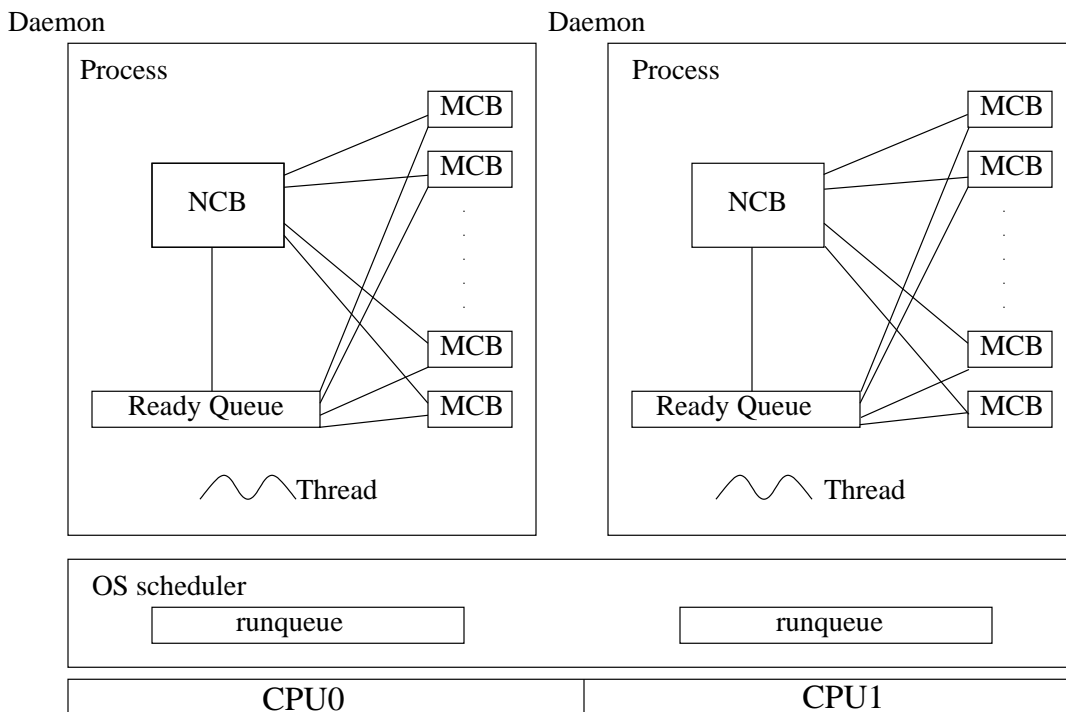 Daemon
Process
MCB
MCB
NCB
MCB
Ready Queue
MCB
Thread
Daemon
Process
MCB
MCB
NCB
MCB
Ready Queue
MCB
Thread
OS scheduler
runqueue
runqueue
CPU0
CPU1